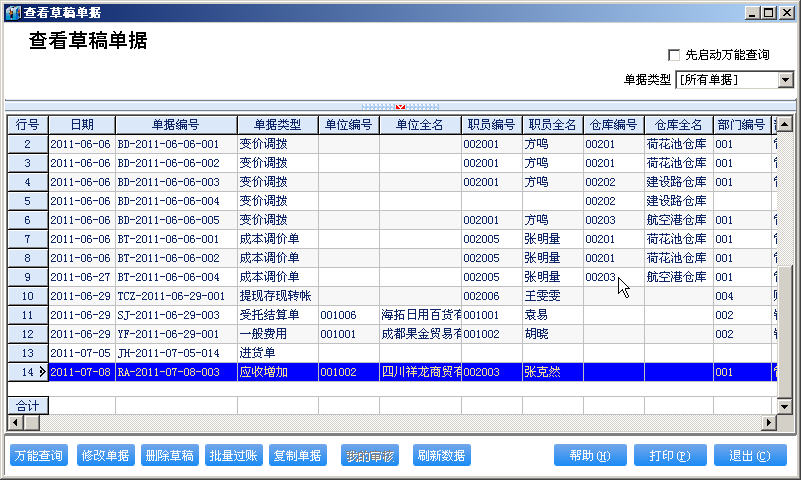 查看草稿单据
查看草稿单据
先启动万能查询
单据类型 [所有单据]
行号 日期 单据编号 单据类型 单位编号 单位全名 职员编号 职员全名 仓库编号 仓库全名 部门编号
2 2011-06-06 BD-2011-06-06-001 变价调拨 002001 方鸣 00201 荷花池仓库 001
3 2011-06-06 BD-2011-06-06-002 变价调拨 002001 方鸣 00201 荷花池仓库 001
4 2011-06-06 BD-2011-06-06-003 变价调拨 002001 方鸣 00202 建设路仓库 001
5 2011-06-06 BD-2011-06-06-004 变价调拨 00202 建设路仓库
6 2011-06-06 BD-2011-06-06-005 变价调拨 002001 方鸣 00203 航空港仓库 001
7 2011-06-06 BT-2011-06-06-001 成本调价单 002005 张明量 00201 荷花池仓库 001
8 2011-06-06 BT-2011-06-06-002 成本调价单 002005 张明量 00201 荷花池仓库 001
9 2011-06-27 BT-2011-06-06-004 成本调价单 002005 张明量 00203 航空港仓库 001
10 2011-06-29 TCZ-2011-06-29-001 提现存现转帐 002006 王雯雯 004
11 2011-06-29 SJ-2011-06-29-003 受托结算单 001006 海拓日用百货有 001001 袁易 002
12 2011-06-29 YF-2011-06-29-001 一般费用 001001 成都果金贸易有 001002 胡晓 002
13 2011-07-05 JH-2011-07-05-014 进货单
14 2011-07-08 RA-2011-07-08-003 应收增加 001002 四川祥龙商贸有 002003 张克然 001
合计
万能查询 修改单据 删除草稿 批量过账 复制单据 我的审核 刷新数据 帮助(H) 打印(P) 退出(C)